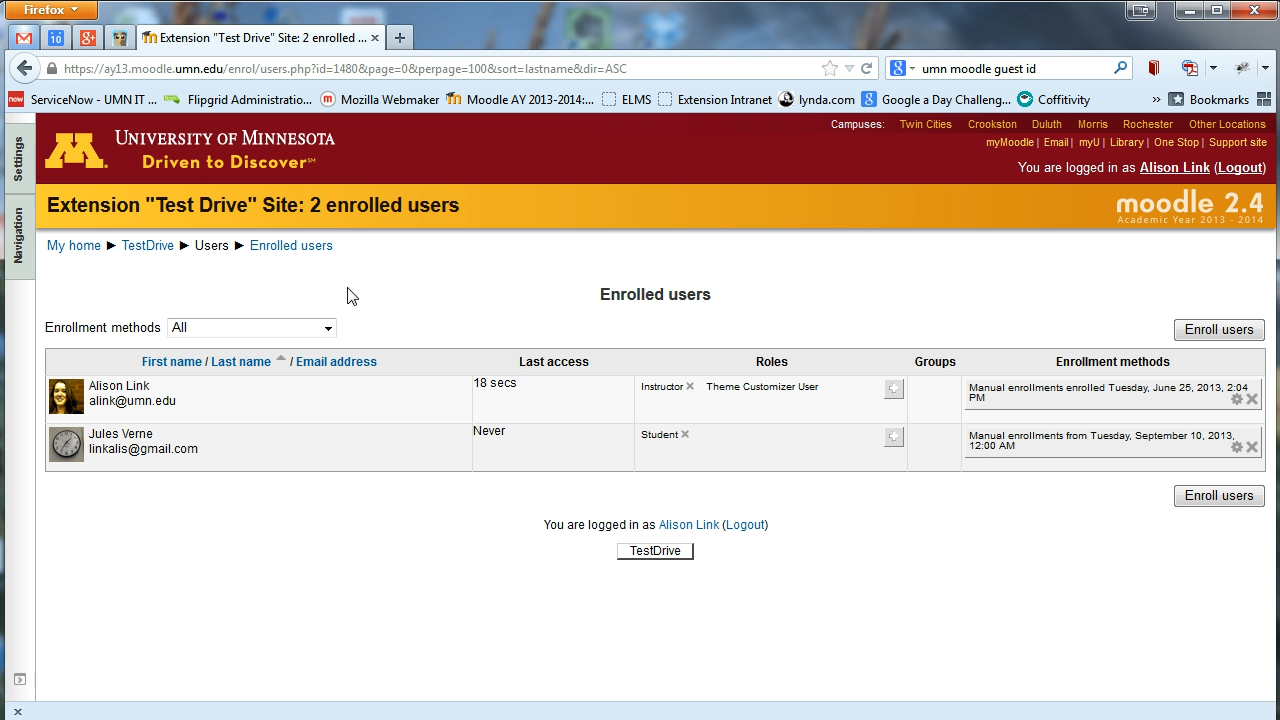 Firefox
10
Extension "Test Drive" Site: 2 enrolled ...
https://ay13.moodle.umn.edu/enrol/users.php?id=1480&page=0&perpage=100&sort=lastname&dir=ASC
umn moodle guest id
now ServiceNow - UMN IT ... Flipgrid Administratio... Mozilla Webmaker Moodle AY 2013-2014:... ELMS Extension Intranet lynda.com Google a Day Challeng... Coffitivity » Bookmarks
Settings
Navigation
UNIVERSITY OF MINNESOTA
Driven to Discover℠
Campuses: Twin Cities Crookston Duluth Morris Rochester Other Locations
myMoodle | Email | myU | Library | One Stop | Support site
You are logged in as Alison Link (Logout)
Extension "Test Drive" Site: 2 enrolled users
moodle 2.4
Academic Year 2013 - 2014
My home ► TestDrive ► Users ► Enrolled users
Enrolled users
Enrollment methods All
Enroll users
First name / Last name / Email address Last access Roles Groups Enrollment methods
Alison Link
alink@umn.edu
18 secs
Instructor Theme Customizer User
Manual enrollments enrolled Tuesday, June 25, 2013, 2:04
PM
Jules Verne
linkalis@gmail.com
Never
Student
Manual enrollments from Tuesday, September 10, 2013,
12:00 AM
Enroll users
You are logged in as Alison Link (Logout)
TestDrive